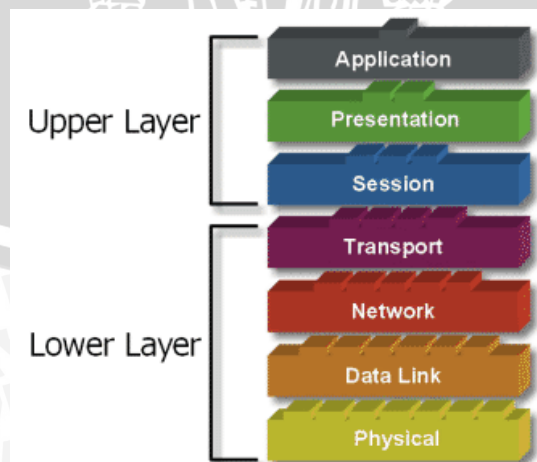 Application
Upper Layer
Presentation
Session
Transport
Network
Lower Layer
Data Link
Physical